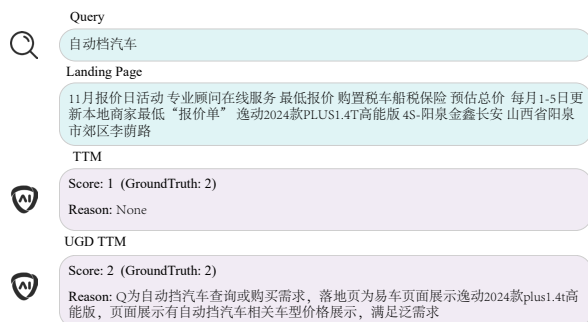 Query
自动档汽车
Landing Page
11月报价日活动 专业顾问在线服务 最低报价 购置税车船税保险 预估总价 每月1-5日更
新本地商家最低“报价单” 逸动2024款PLUS1.4T高能版 4S-阳泉金鑫长安 山西省阳泉
市郊区李荫路
TTM
AI
Score: 1 (GroundTruth: 2)
Reason: None
UGD TTM
AI
Score: 2 (GroundTruth: 2)
Reason: Q为自动挡汽车查询或购买需求，落地页为易车页面展示逸动2024款plus1.4t高
能版，页面展示有自动挡汽车相关车型价格展示，满足泛需求